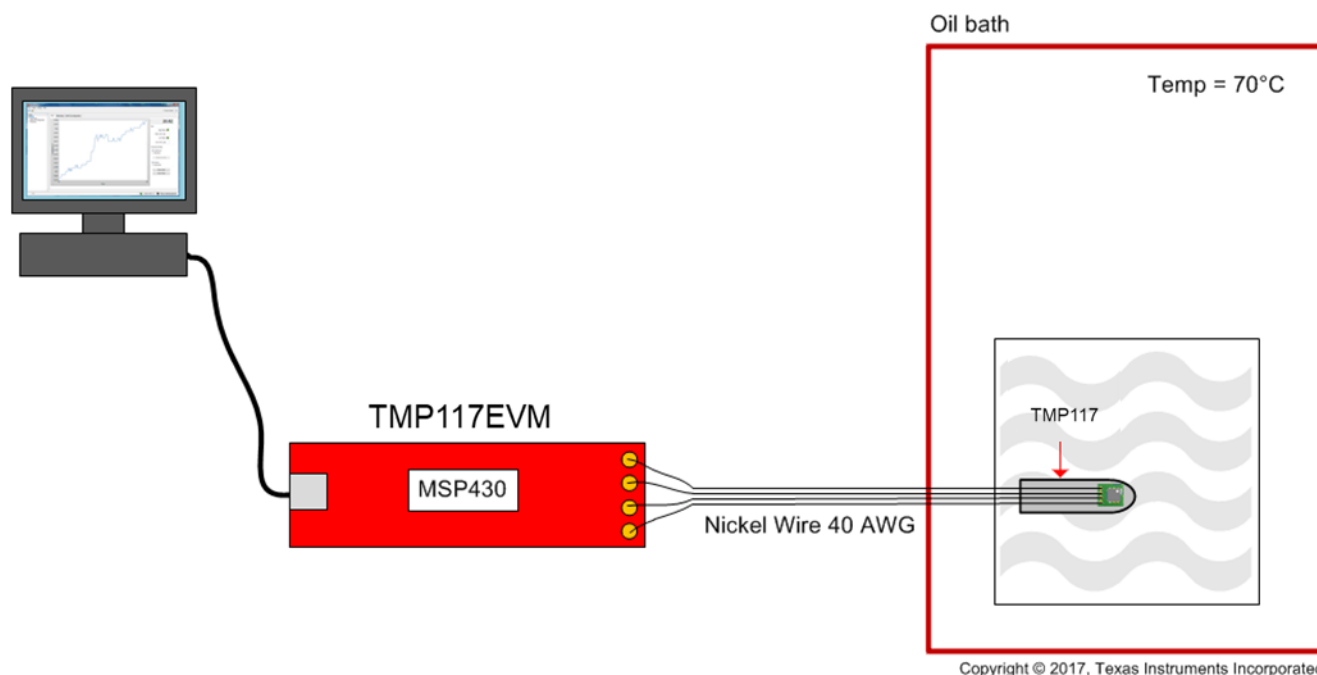 Oil bath
Temp = 70°C
TMP117EVM
MSP430
TMP117
Nickel Wire 40 AWG
Copyright © 2017, Texas Instruments Incorporated